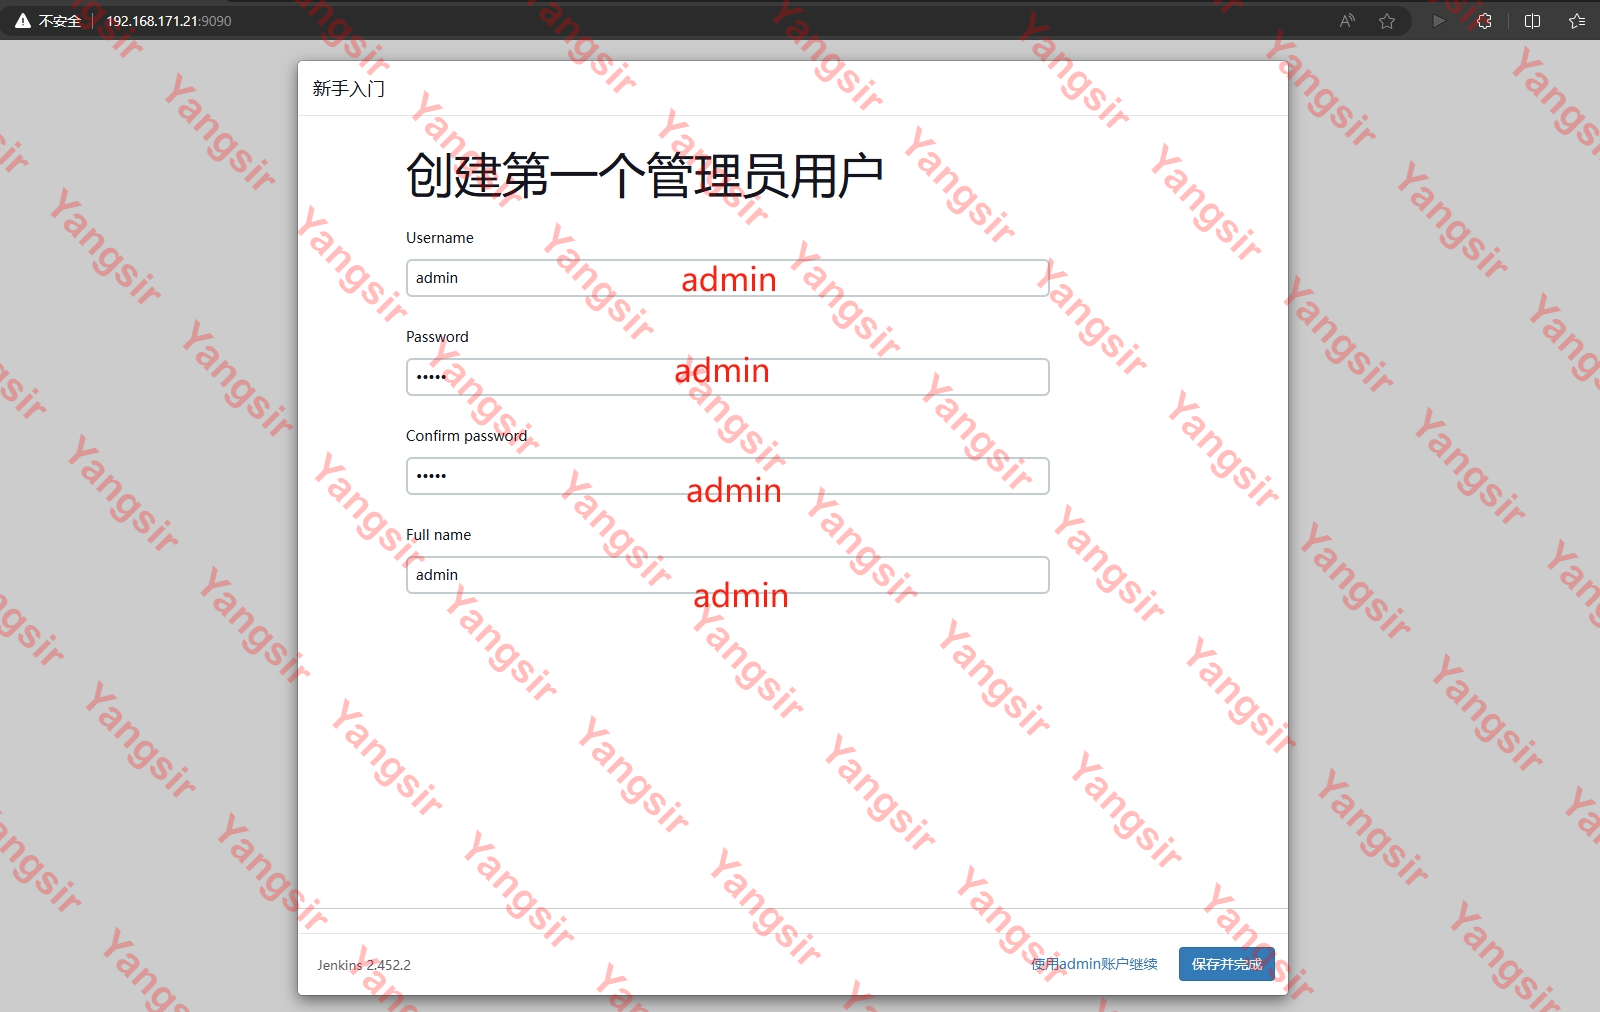 不安全 192.168.171.21:9090
新手入门
创建第一个管理员用户
Username
admin admin
Password
••••• admin
Confirm password
•••••
admin
Full name
admin
admin
Jenkins 2.452.2 使用admin账户继续 保存并完成
Yangsir